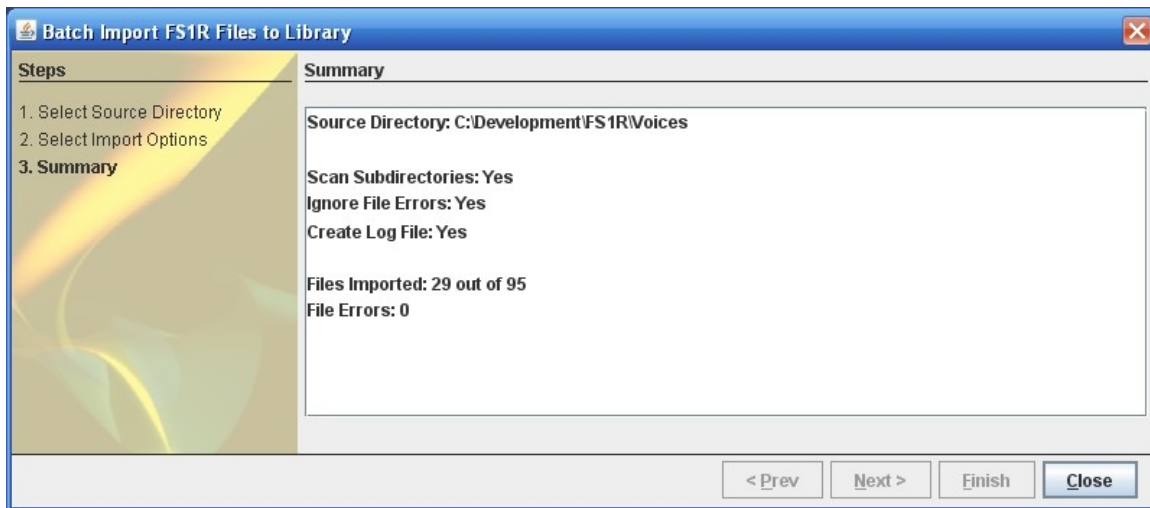 Batch Import FS1R Files to Library
Steps
1. Select Source Directory
2. Select Import Options
3. Summary
Summary
Source Directory: C:\Development\FS1R\Voices
Scan Subdirectories: Yes
Ignore File Errors: Yes
Create Log File: Yes
Files Imported: 29 out of 95
File Errors: 0
< Prev
Next >
Finish
Close